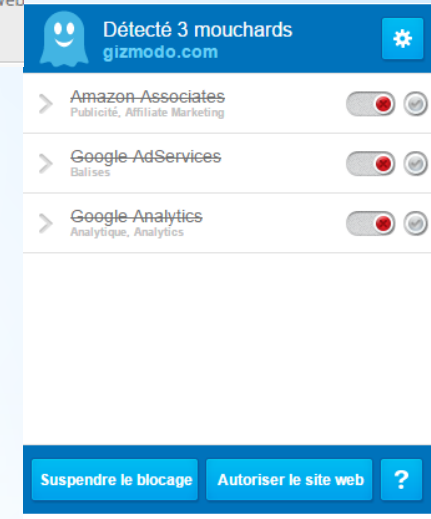 Web
Détecté 3 mouchards
gizmodo.com
Amazon Associates
Publicité, Affiliate Marketing
Google AdServices
Balises
Google Analytics
Analytique, Analytics
Suspendre le blocage
Autoriser le site web
?